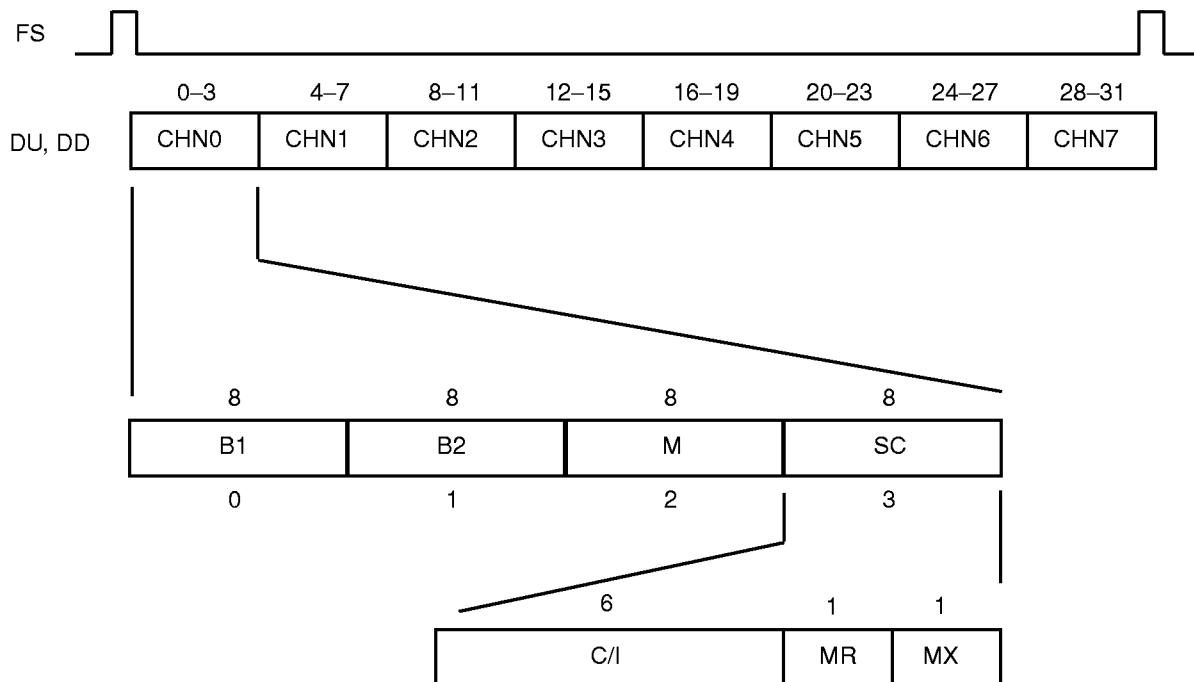 FS
0–3 4–7 8–11 12–15 16–19 20–23 24–27 28–31
DU, DD CHN0 CHN1 CHN2 CHN3 CHN4 CHN5 CHN6 CHN7
8 8 8 8
B1 B2 M SC
0 1 2 3
6 1 1
C/I MR MX